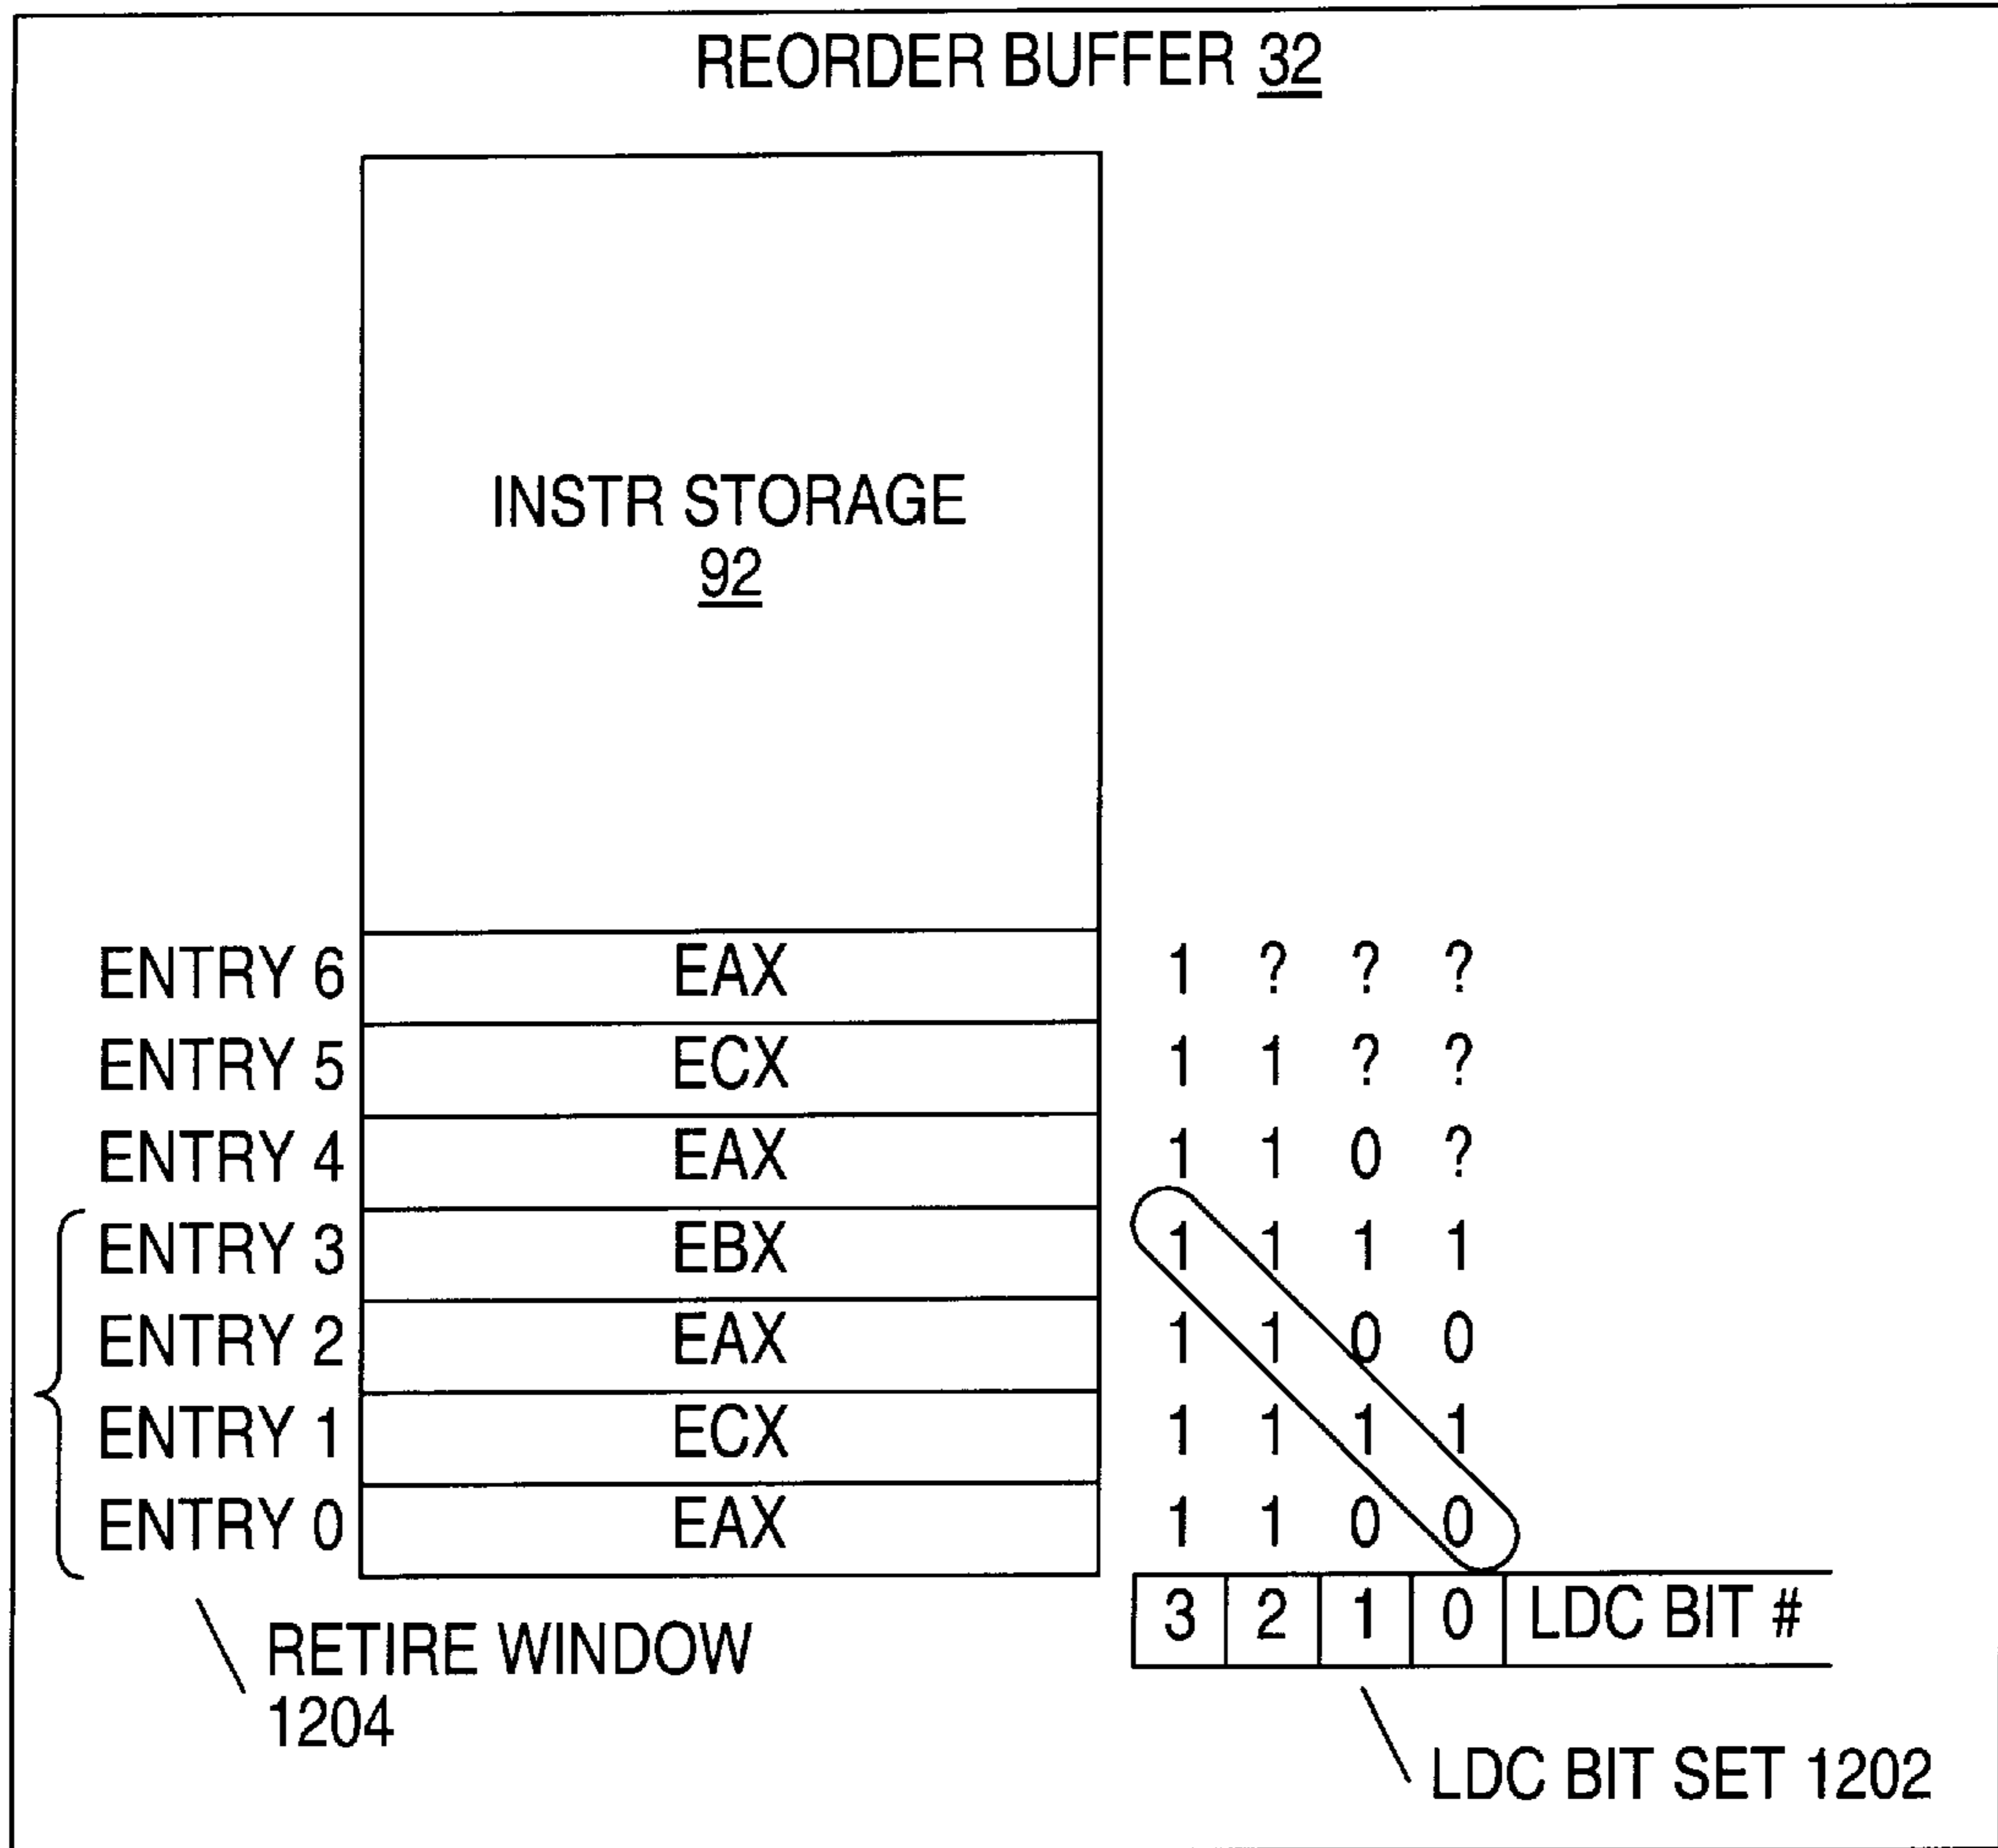 REORDER BUFFER 32
INSTR STORAGE
92
ENTRY 6 EAX 1 ? ? ?
ENTRY 5 ECX 1 1 ? ?
ENTRY 4 EAX 1 1 0 ?
ENTRY 3 EBX 1 1 1 1
ENTRY 2 EAX 1 1 0 0
ENTRY 1 ECX 1 1 1 1
ENTRY 0 EAX 1 1 0 0
3 2 1 0 LDC BIT #
RETIRE WINDOW
1204
LDC BIT SET 1202